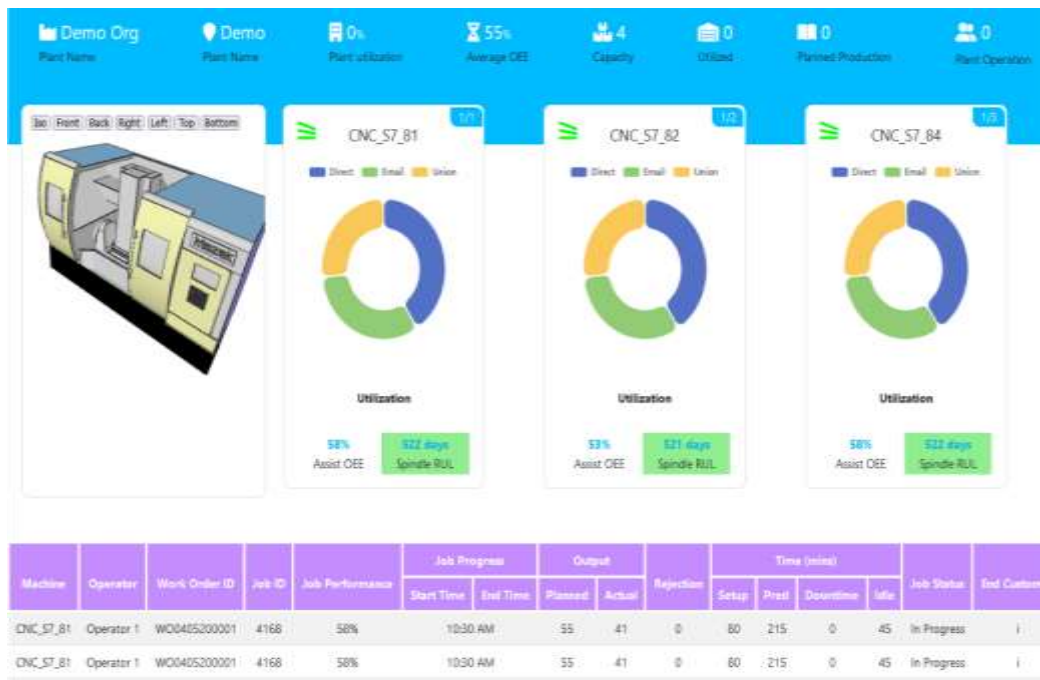 Demo Org Demo 0% 55% 4 0 0 0
Plant Name Plant Name Plant utilization Average OEE Capacity Utilized Planned Production Plant Operation
Iso Front Back Right Left Top Bottom
1/1
CNC_S7_81
Direct Email Union
Utilization
58% 522 days
Assist OEE Spindle RUL
1/2
CNC_S7_82
Direct Email Union
Utilization
53% 521 days
Assist OEE Spindle RUL
1/3
CNC_S7_84
Direct Email Union
Utilization
58% 522 days
Assist OEE Spindle RUL
Job Progress Output Time (mins)
Machine Operator Work Order ID Job ID Job Performance Rejection Job Status End Custom
Start Time End Time Planned Actual Setup Pred Downtime Idle
CNC_S7_81 Operator 1 WO0405200001 4168 58% 10:30 AM 55 41 0 60 215 0 45 In Progress i
CNC_S7_81 Operator 1 WO0405200001 4168 58% 10:30 AM 55 41 0 60 215 0 45 In Progress i